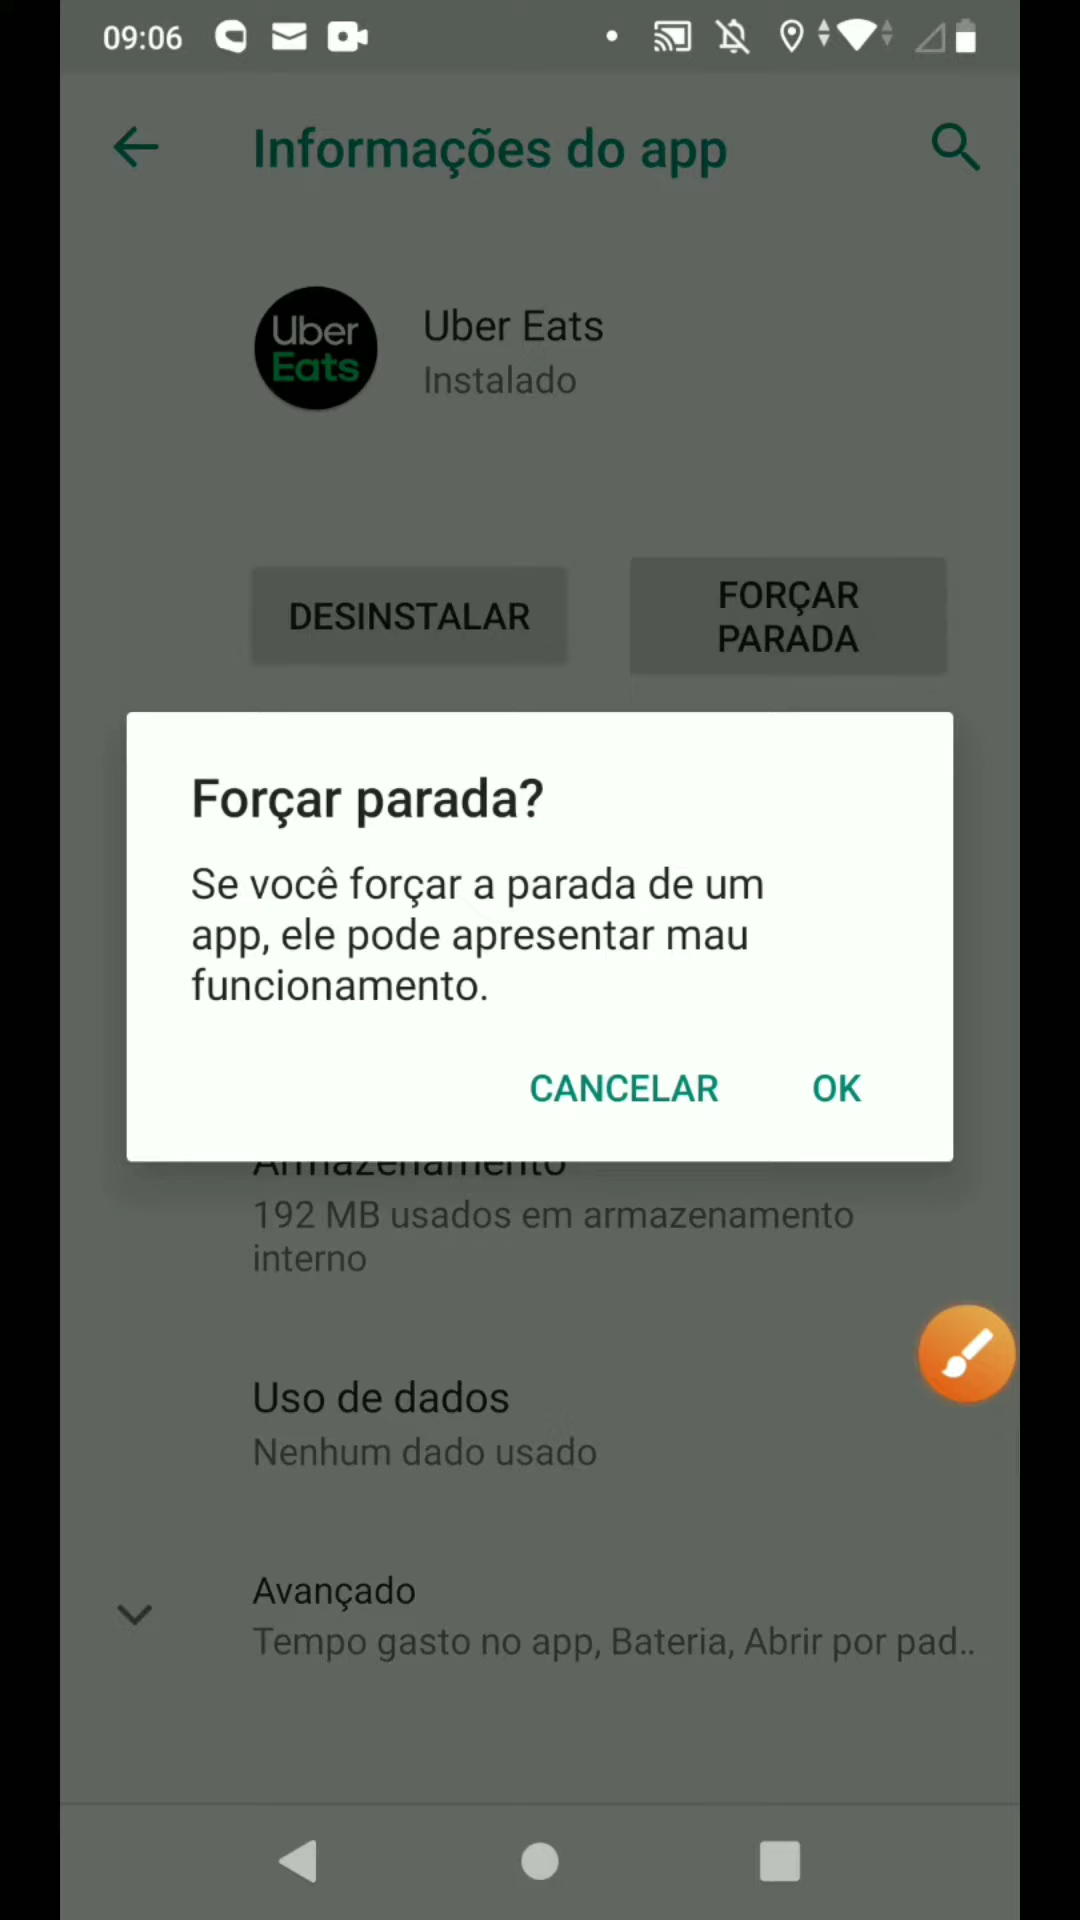 09:06
Informações do app
Uber
Eats
Uber Eats
Instalado
DESINSTALAR
FORÇAR
PARADA
Forçar parada?
Se você forçar a parada de um
app, ele pode apresentar mau
funcionamento.
CANCELAR
OK
Armazenamento
192 MB usados em armazenamento
interno
Uso de dados
Nenhum dado usado
Avançado
Tempo gasto no app, Bateria, Abrir por pad..